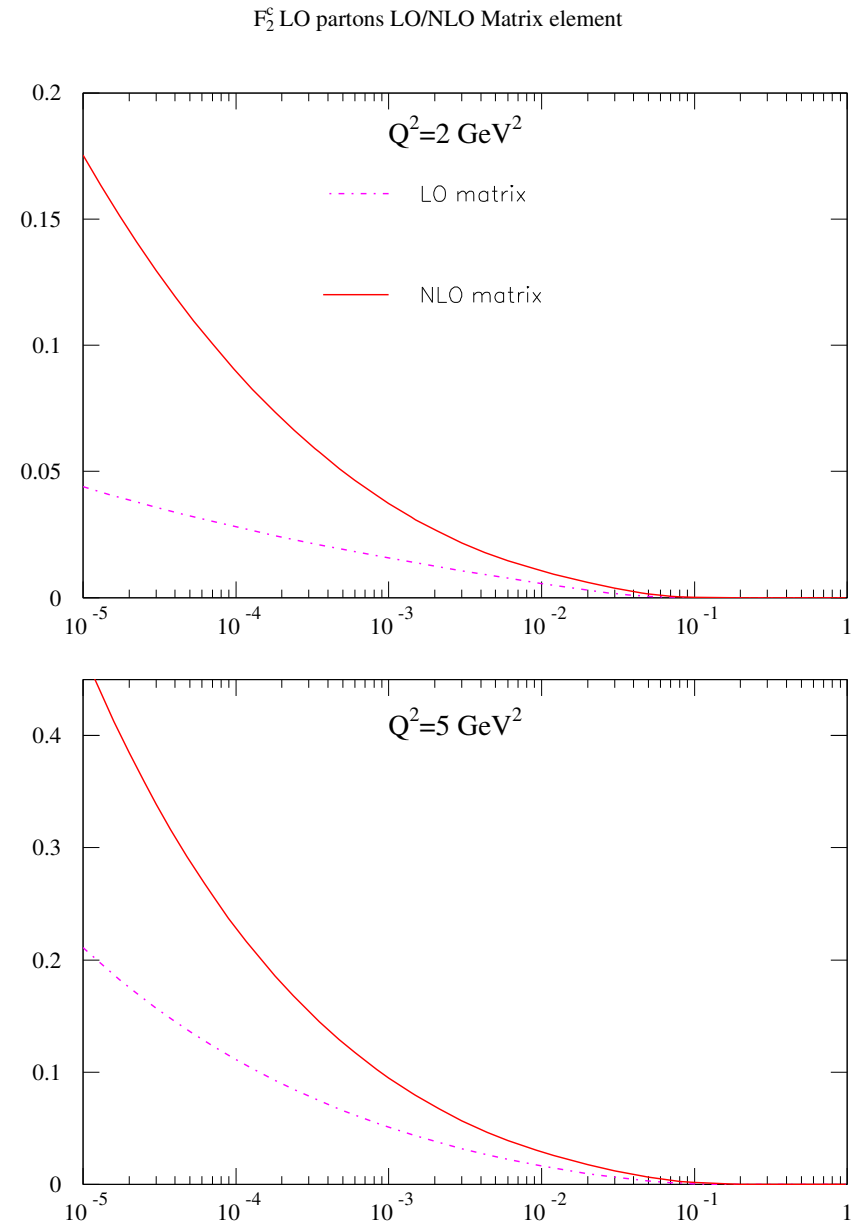 F₂ᶜ LO partons LO/NLO Matrix element
0.2
Q²=2 GeV²
LO matrix
0.15
NLO matrix
0.1
0.05
0
10⁻⁵ 10⁻⁴ 10⁻³ 10⁻² 10⁻¹ 1
Q²=5 GeV²
0.4
0.3
0.2
0.1
0
10⁻⁵ 10⁻⁴ 10⁻³ 10⁻² 10⁻¹ 1